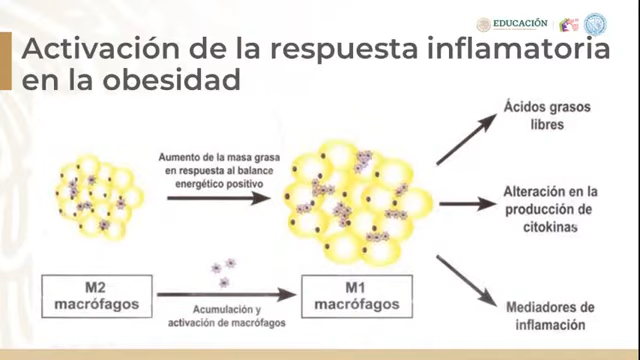 EDUCACIÓN
Activación de la respuesta inflamatoria
en la obesidad
Aumento de la masa grasa
en respuesta al balance
energético positivo
Ácidos grasos
libres
Alteración en la
producción de
citokinas
M2
macrófagos
Acumulación y
activación de macrófagos
M1
macrófagos
Mediadores de
inflamación